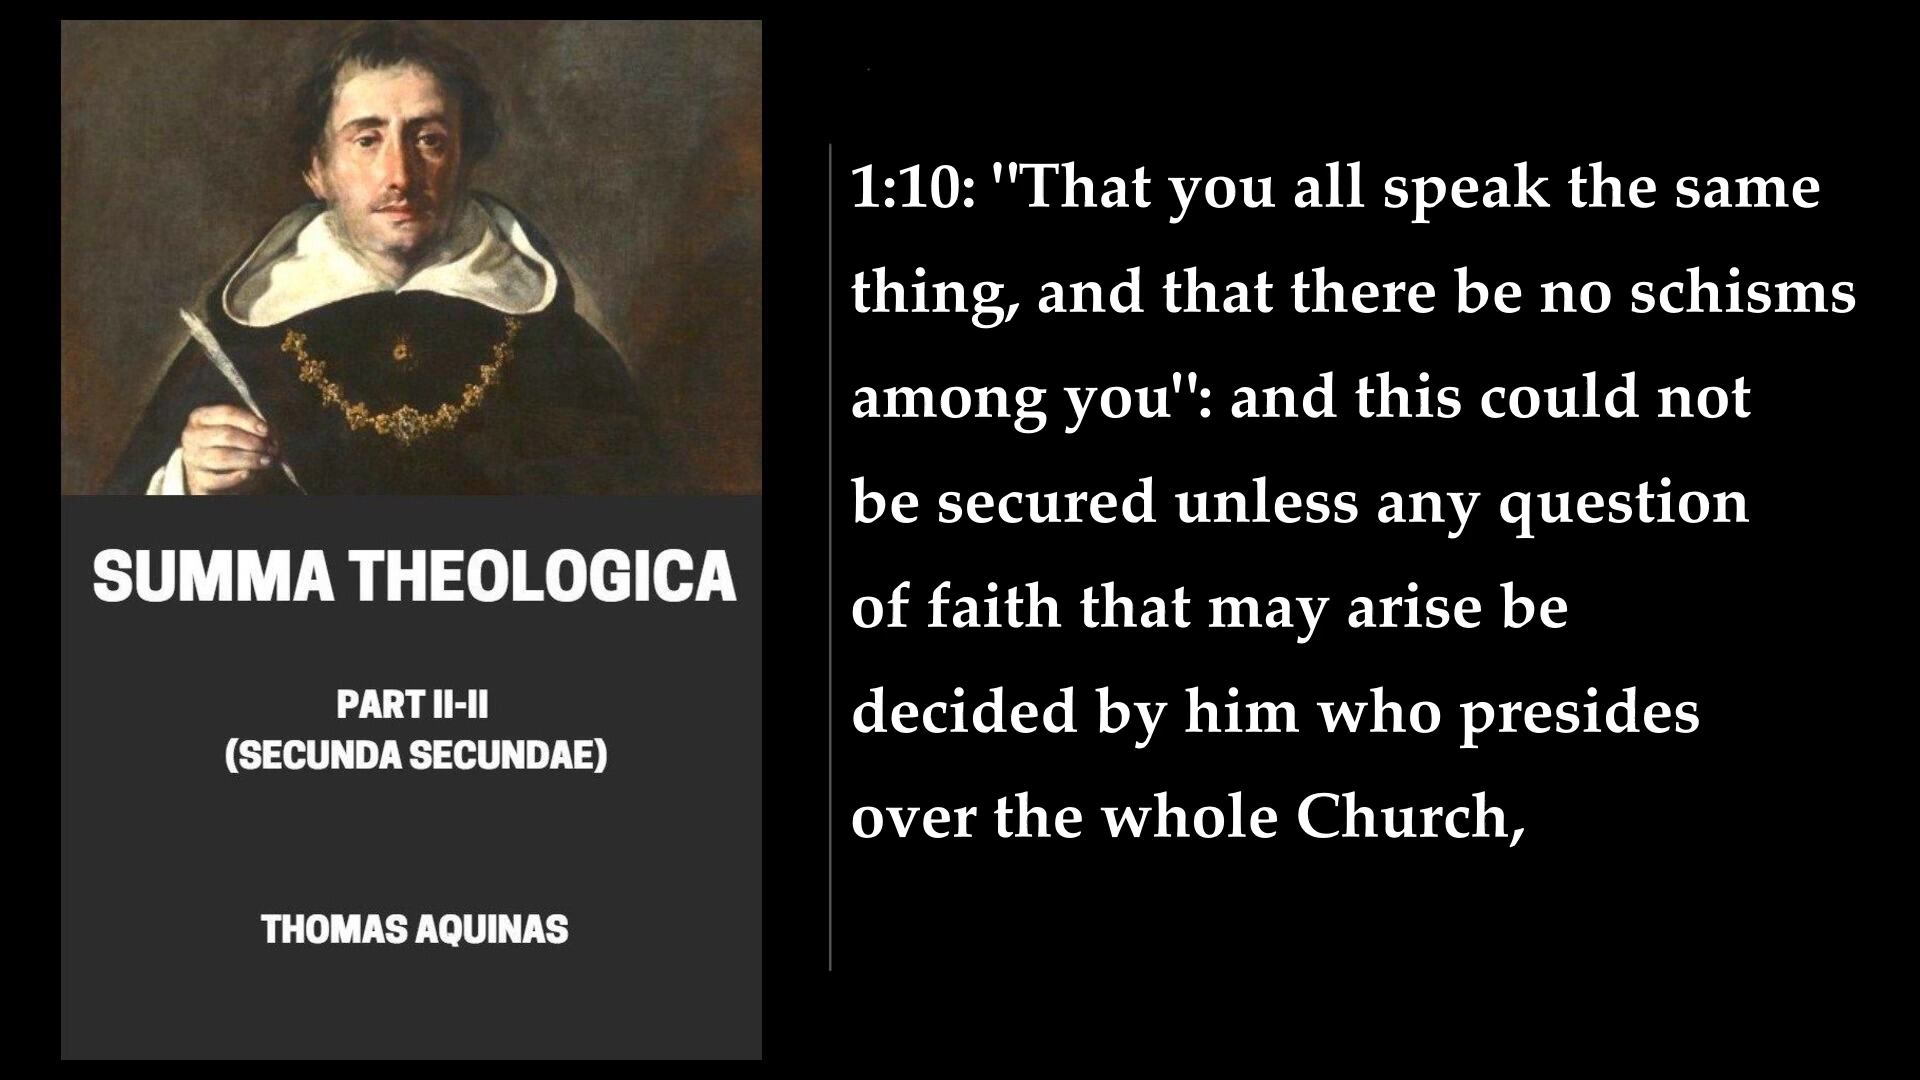 SUMMA THEOLOGICA
PART II-II
(SECUNDA SECUNDAE)
THOMAS AQUINAS
1:10: "That you all speak the same
thing, and that there be no schisms
among you": and this could not
be secured unless any question
of faith that may arise be
decided by him who presides
over the whole Church,